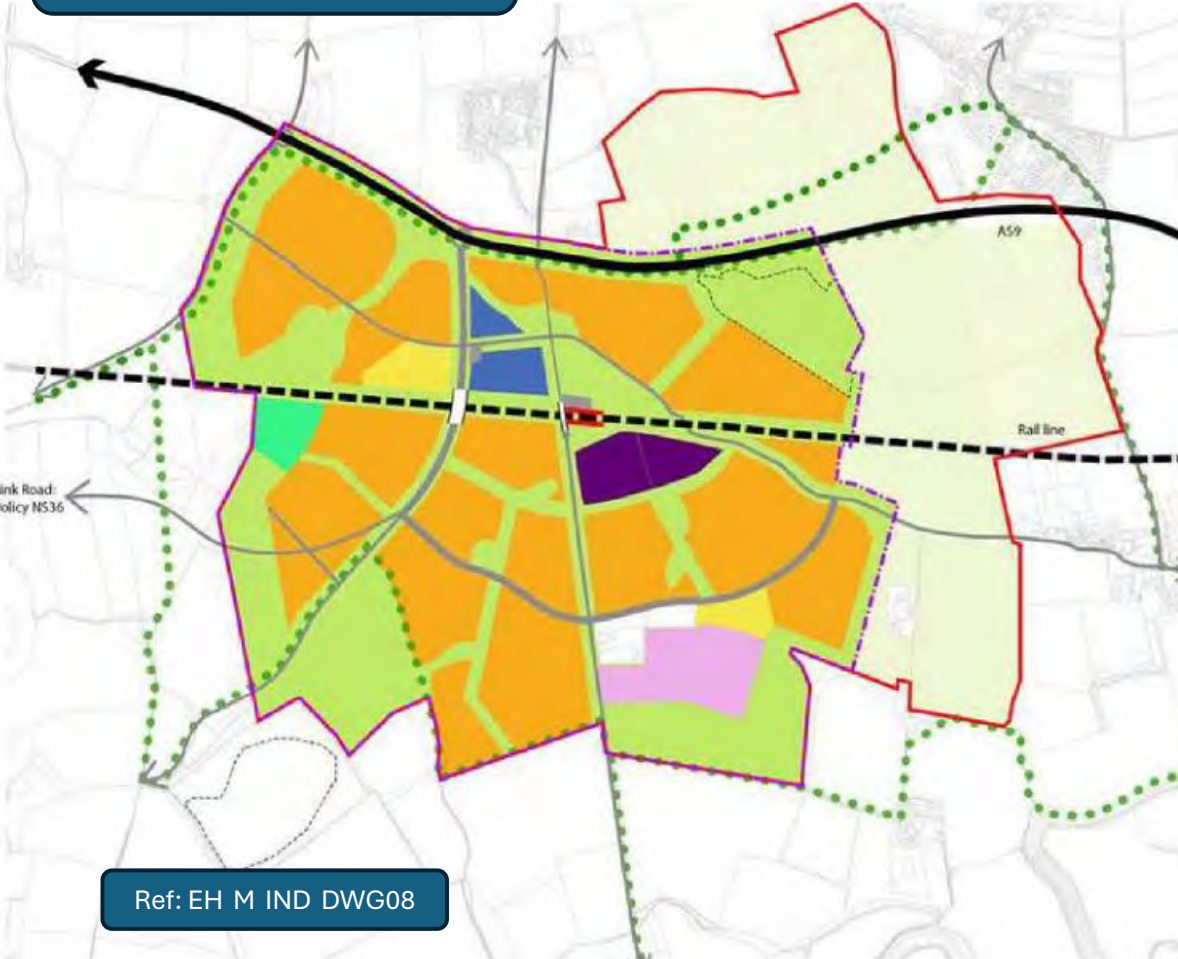 A59
Rail line
ink Road:
olicy NS36
Ref: EH M IND DWG08